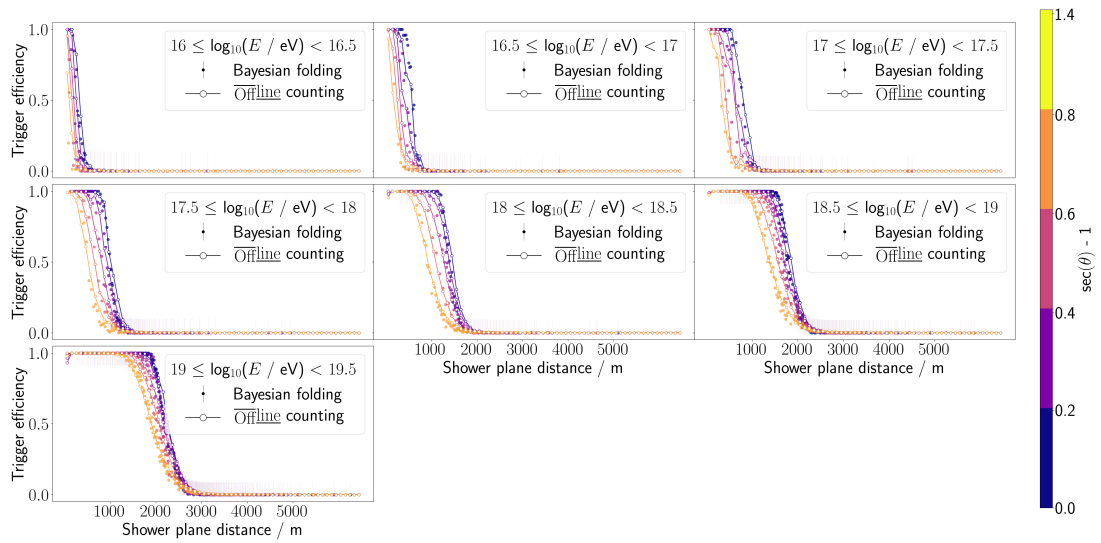 16 ≤ log₁₀(E / eV) < 16.5
Bayesian folding
Offline counting
16.5 ≤ log₁₀(E / eV) < 17
Bayesian folding
Offline counting
17 ≤ log₁₀(E / eV) < 17.5
Bayesian folding
Offline counting
1.0
0.5
0.0
Trigger efficiency
17.5 ≤ log₁₀(E / eV) < 18
Bayesian folding
Offline counting
18 ≤ log₁₀(E / eV) < 18.5
Bayesian folding
Offline counting
18.5 ≤ log₁₀(E / eV) < 19
Bayesian folding
Offline counting
1.0
0.5
0.0
Trigger efficiency
1000 2000 3000 4000 5000
Shower plane distance / m
1000 2000 3000 4000 5000
Shower plane distance / m
19 ≤ log₁₀(E / eV) < 19.5
Bayesian folding
Offline counting
1.0
0.5
0.0
Trigger efficiency
1000 2000 3000 4000 5000
Shower plane distance / m
1.4
0.8
0.6
0.4
0.2
0.0
sec(θ) - 1